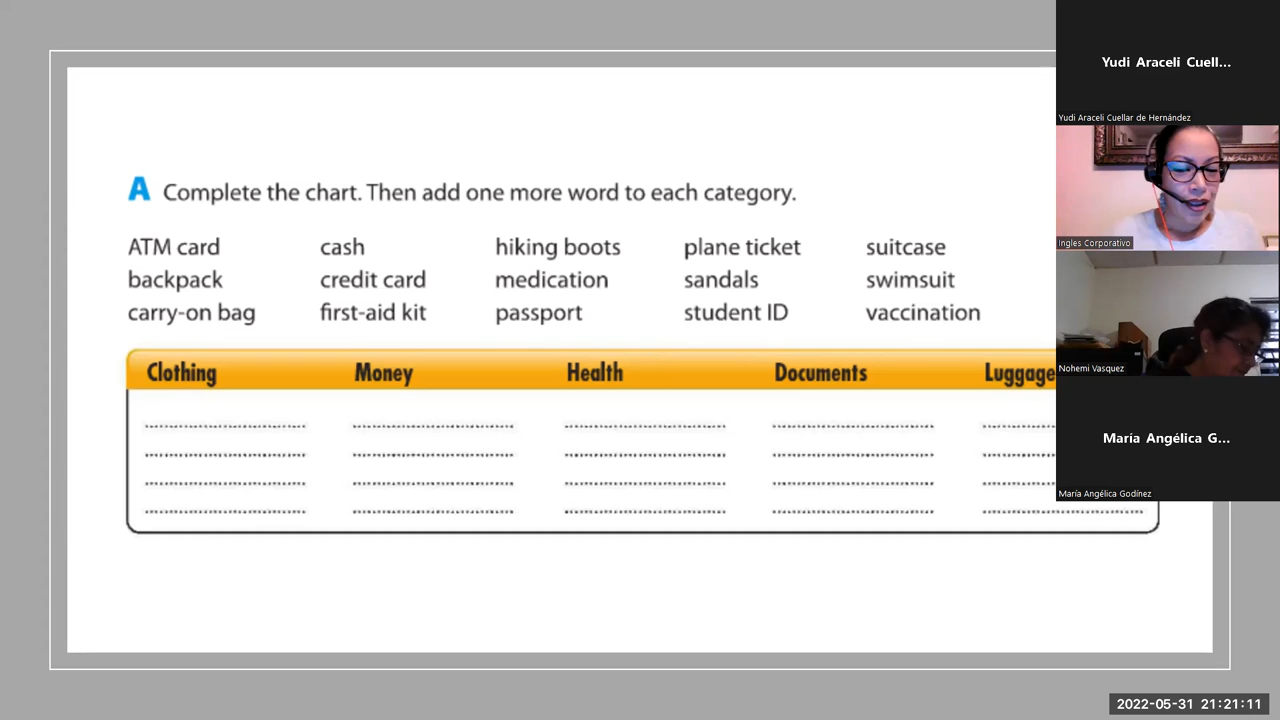 A Complete the chart. Then add one more word to each category.
ATM card cash hiking boots plane ticket suitcase
backpack credit card medication sandals swimsuit
carry-on bag first-aid kit passport student ID vaccination
Clothing Money Health Documents Luggage
Yudi Araceli Cuell...
Yudi Araceli Cuellar de Hernández
Ingles Corporativo
Nohemi Vasquez
María Angélica G...
María Angélica Godínez
2022-05-31 21:21:11